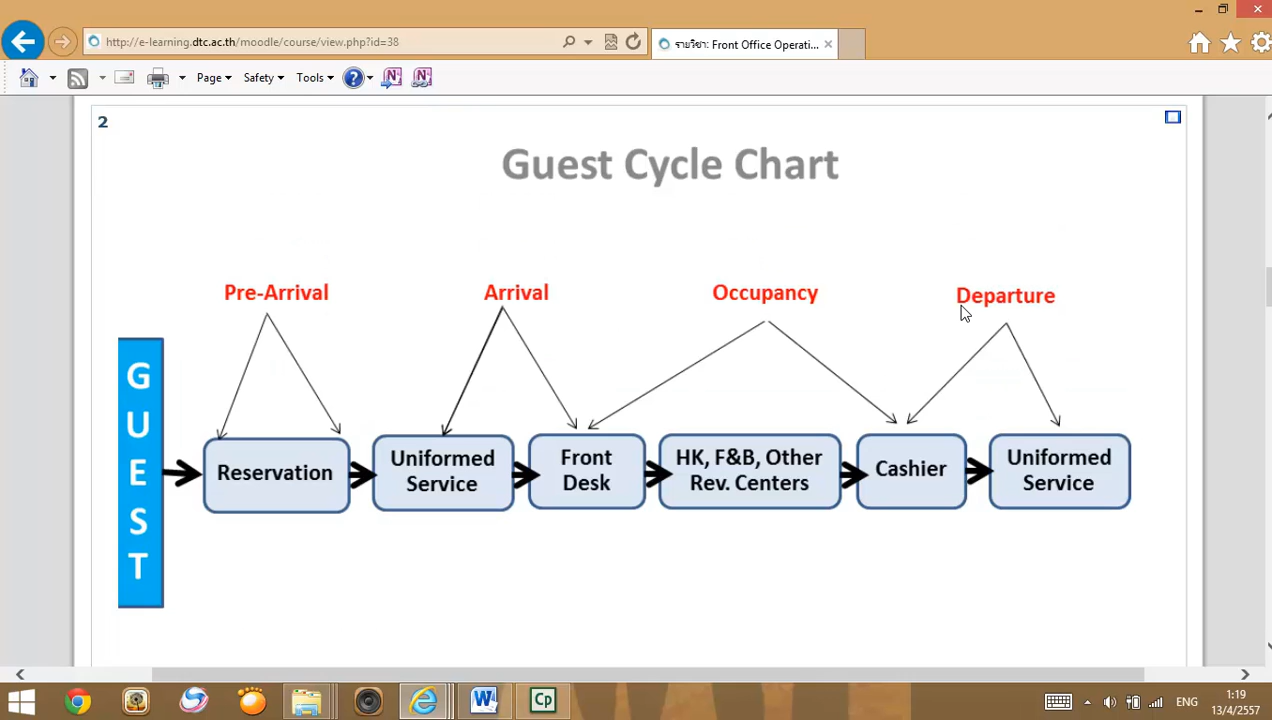 http://e-learning.dtc.ac.th/moodle/course/view.php?id=38
รายวิชา: Front Office Operati...
Page
Safety
Tools
2
Guest Cycle Chart
Pre-Arrival
Arrival
Occupancy
Departure
GUEST
Reservation
Uniformed
Service
Front
Desk
HK, F&B, Other
Rev. Centers
Cashier
Uniformed
Service
ENG
1:19
13/4/2557